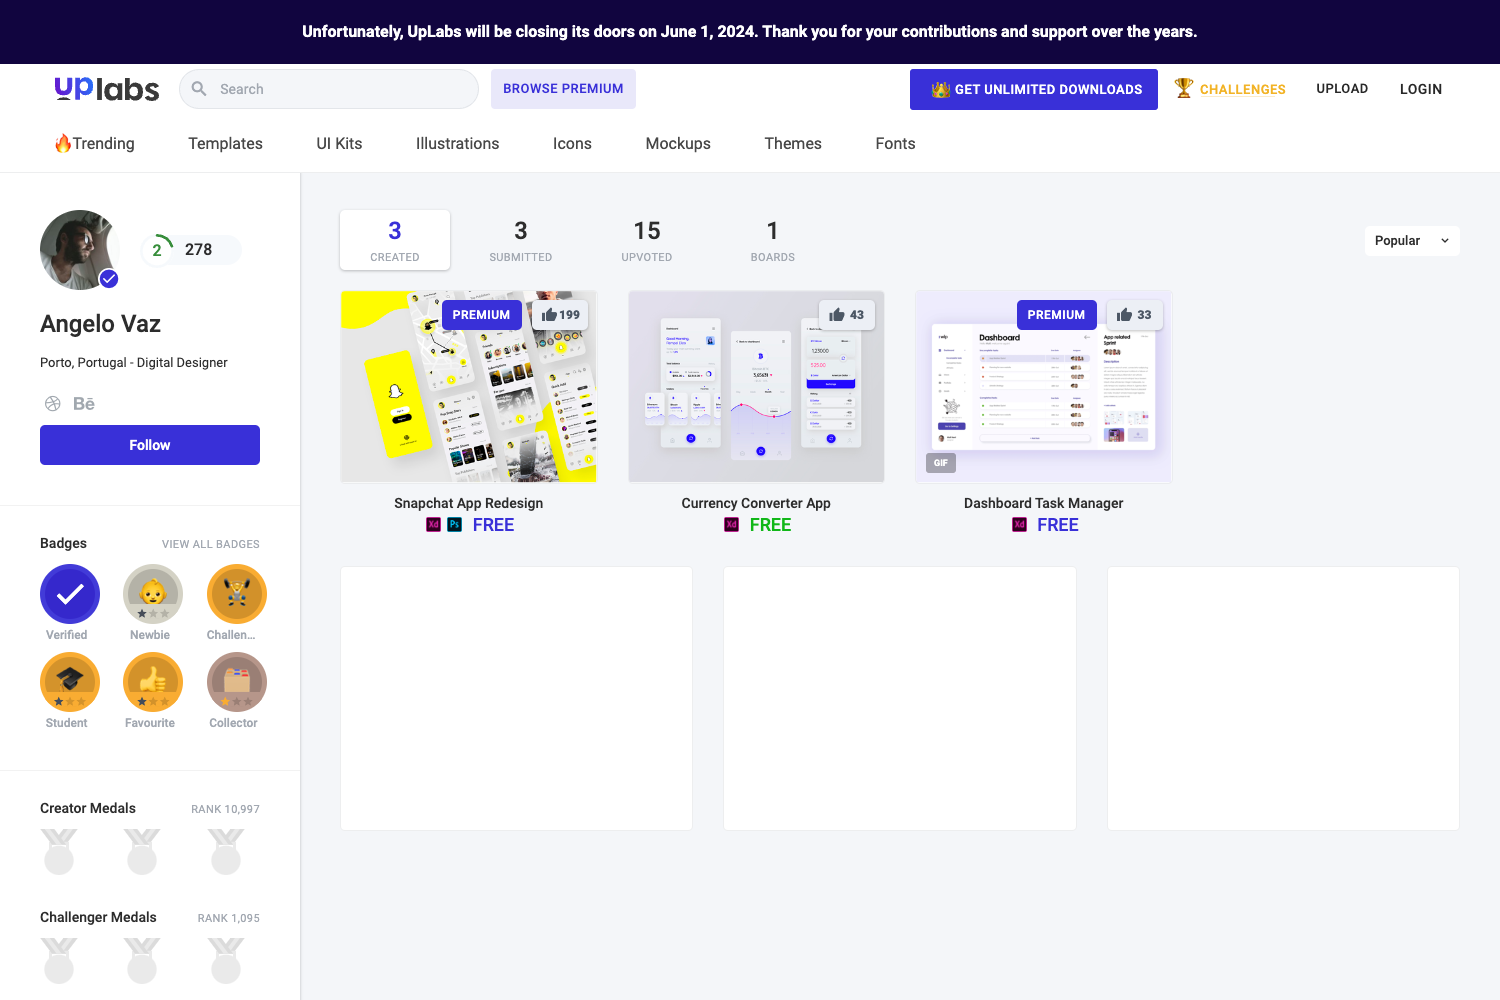 Unfortunately, UpLabs will be closing its doors on June 1, 2024. Thank you for your contributions and support over the years.
uplabs
Search
BROWSE PREMIUM
GET UNLIMITED DOWNLOADS
CHALLENGES
UPLOAD
LOGIN
Trending
Templates
UI Kits
Illustrations
Icons
Mockups
Themes
Fonts
2
278
Angelo Vaz
Porto, Portugal - Digital Designer
Bē
Follow
Badges
VIEW ALL BADGES
Verified
Newbie
Challen...
Student
Favourite
Collector
Creator Medals
RANK 10,997
Challenger Medals
RANK 1,095
3
CREATED
3
SUBMITTED
15
UPVOTED
1
BOARDS
Popular
PREMIUM
199
Snapchat App Redesign
Xd
Ps
FREE
43
Currency Converter App
Xd
FREE
PREMIUM
33
Dashboard
App related
Sprint
GIF
Dashboard Task Manager
Xd
FREE